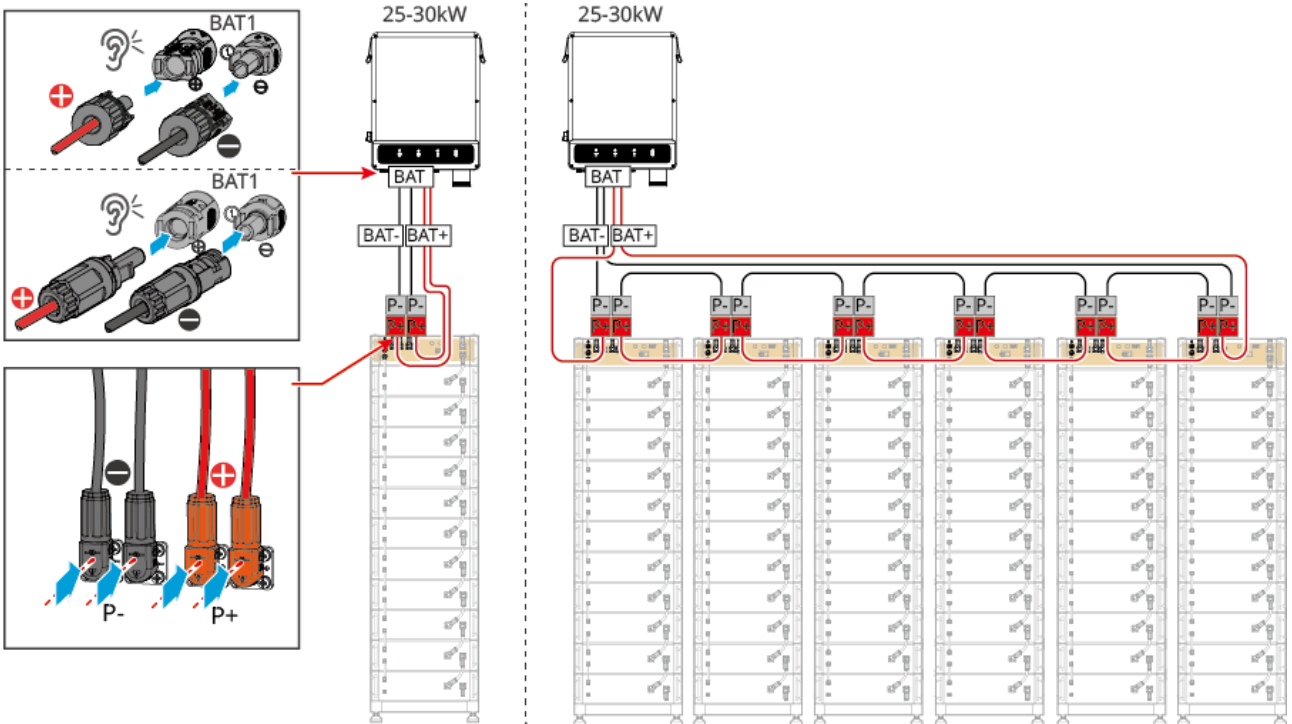 BAT1
BAT1
P-
P+
25-30kW
BAT
BAT- BAT+
P- P-
P+ P+
25-30kW
BAT
BAT- BAT+
P- P- P- P- P- P- P- P- P- P- P- P-
P+ P+ P+ P+ P+ P+ P+ P+ P+ P+ P+ P+